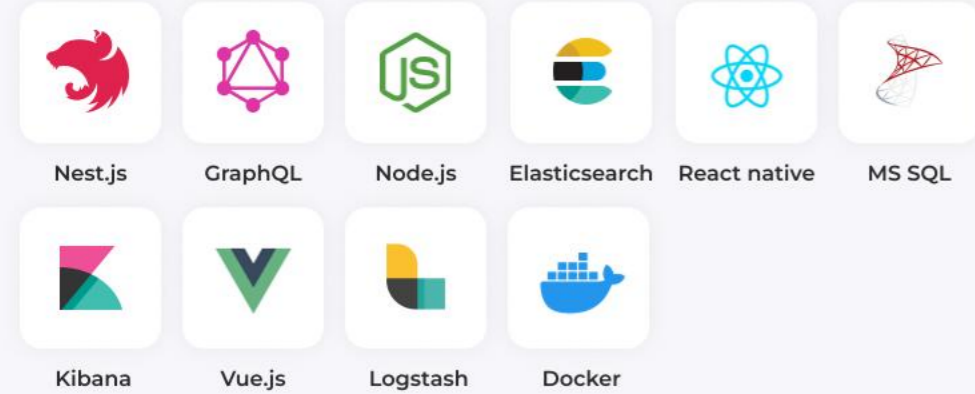 JS
Nest.js GraphQL Node.js Elasticsearch React native MS SQL
Kibana Vue.js Logstash Docker